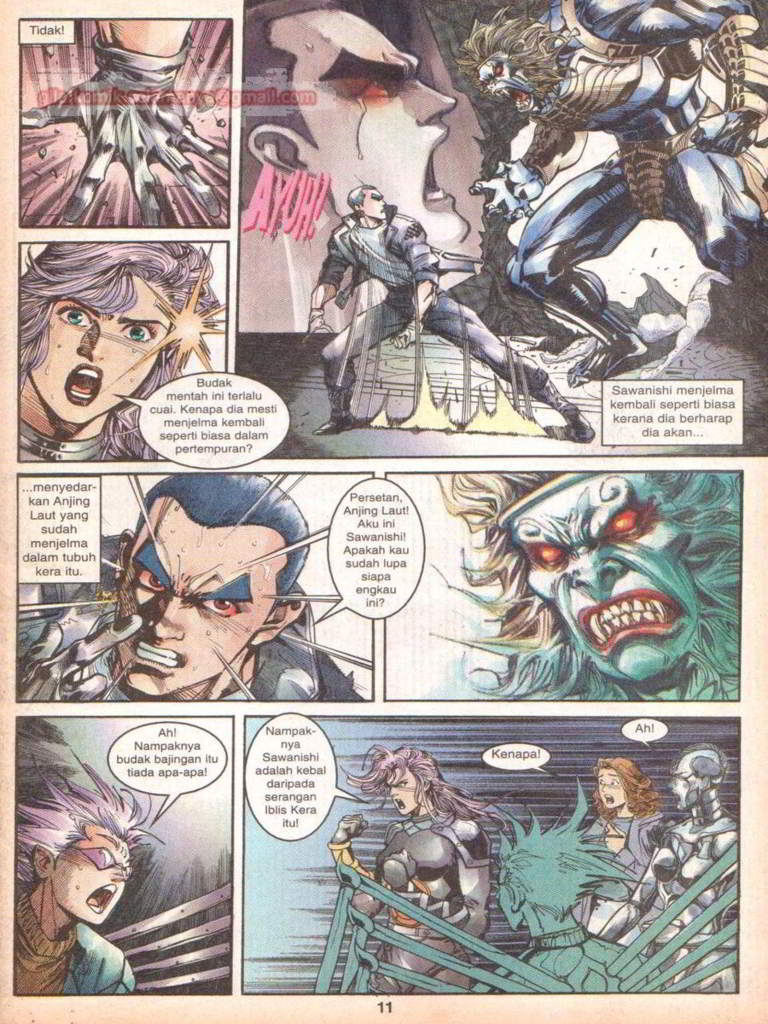 Tidak!
AYUH!
Budak
mentah ini terlalu
cuai. Kenapa dia mesti
menjelma kembali
seperti biasa dalam
pertempuran?
Sawanishi menjelma
kembali seperti biasa
kerana dia berharap
dia akan...
...menyedar-
kan Anjing
Laut yang
sudah
menjelma
dalam tubuh
kera itu.
Persetan,
Anjing Laut!
Aku ini
Sawanishi!
Apakah kau
sudah lupa
siapa
engkau
ini?
Ah!
Nampaknya
budak bajingan itu
tiada apa-apa!
Nampak-
nya
Sawanishi
adalah kebal
daripada
serangan
Iblis Kera
itu!
Kenapa!
Ah!
11